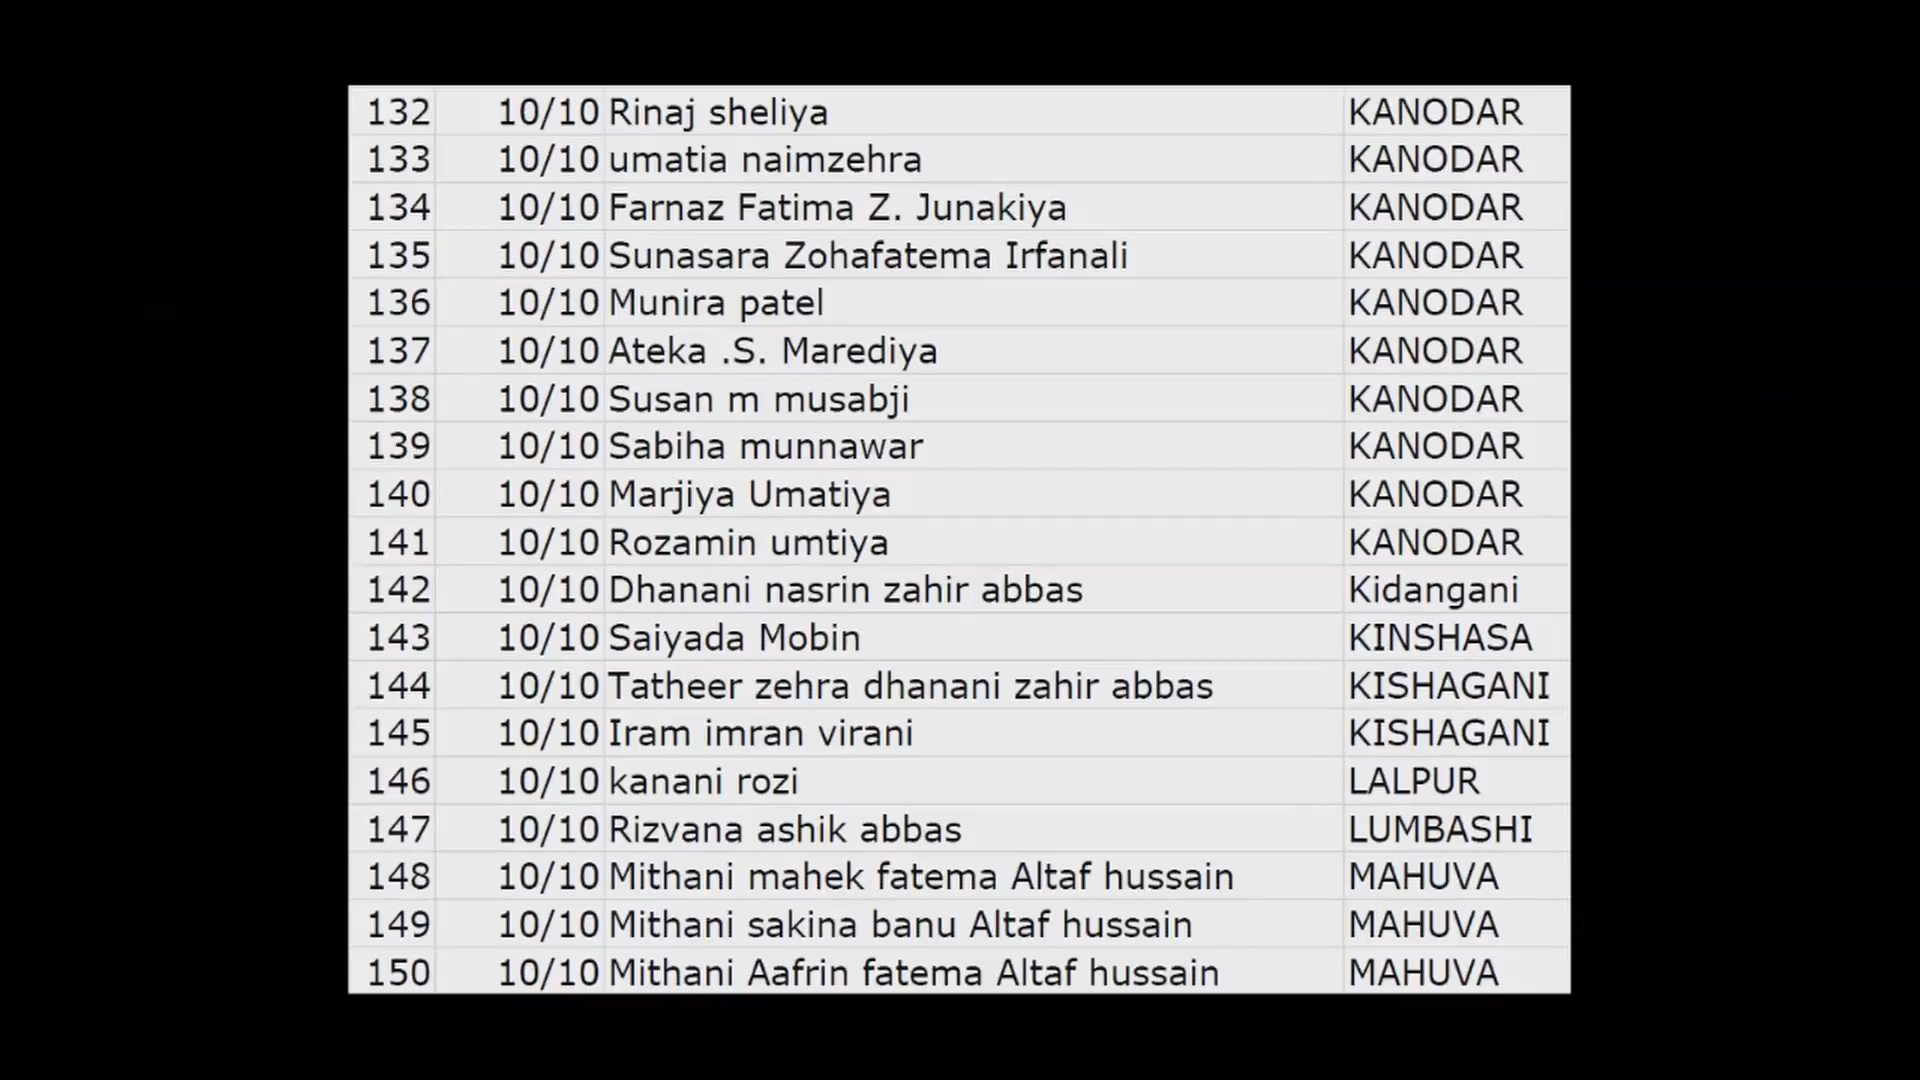 132 10/10 Rinaj sheliya KANODAR
133 10/10 umatia naimzehra KANODAR
134 10/10 Farnaz Fatima Z. Junakiya KANODAR
135 10/10 Sunasara Zohafatema Irfanali KANODAR
136 10/10 Munira patel KANODAR
137 10/10 Ateka .S. Marediya KANODAR
138 10/10 Susan m musabji KANODAR
139 10/10 Sabiha munnawar KANODAR
140 10/10 Marjiya Umatiya KANODAR
141 10/10 Rozamin umtiya KANODAR
142 10/10 Dhanani nasrin zahir abbas Kidangani
143 10/10 Saiyada Mobin KINSHASA
144 10/10 Tatheer zehra dhanani zahir abbas KISHAGANI
145 10/10 Iram imran virani KISHAGANI
146 10/10 kanani rozi LALPUR
147 10/10 Rizvana ashik abbas LUMBASHI
148 10/10 Mithani mahek fatema Altaf hussain MAHUVA
149 10/10 Mithani sakina banu Altaf hussain MAHUVA
150 10/10 Mithani Aafrin fatema Altaf hussain MAHUVA